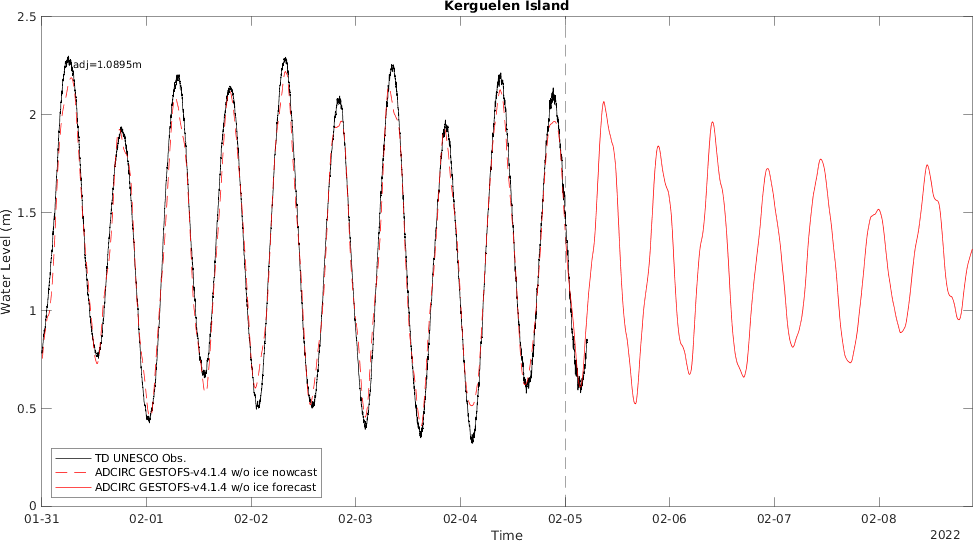 Kerguelen Island
2.5
adj=1.0895m
2
1.5
Water Level (m)
1
0.5
0
TD UNESCO Obs.
ADCIRC GESTOFS-v4.1.4 w/o ice nowcast
ADCIRC GESTOFS-v4.1.4 w/o ice forecast
01-31 02-01 02-02 02-03 02-04 02-05 02-06 02-07 02-08
Time
2022